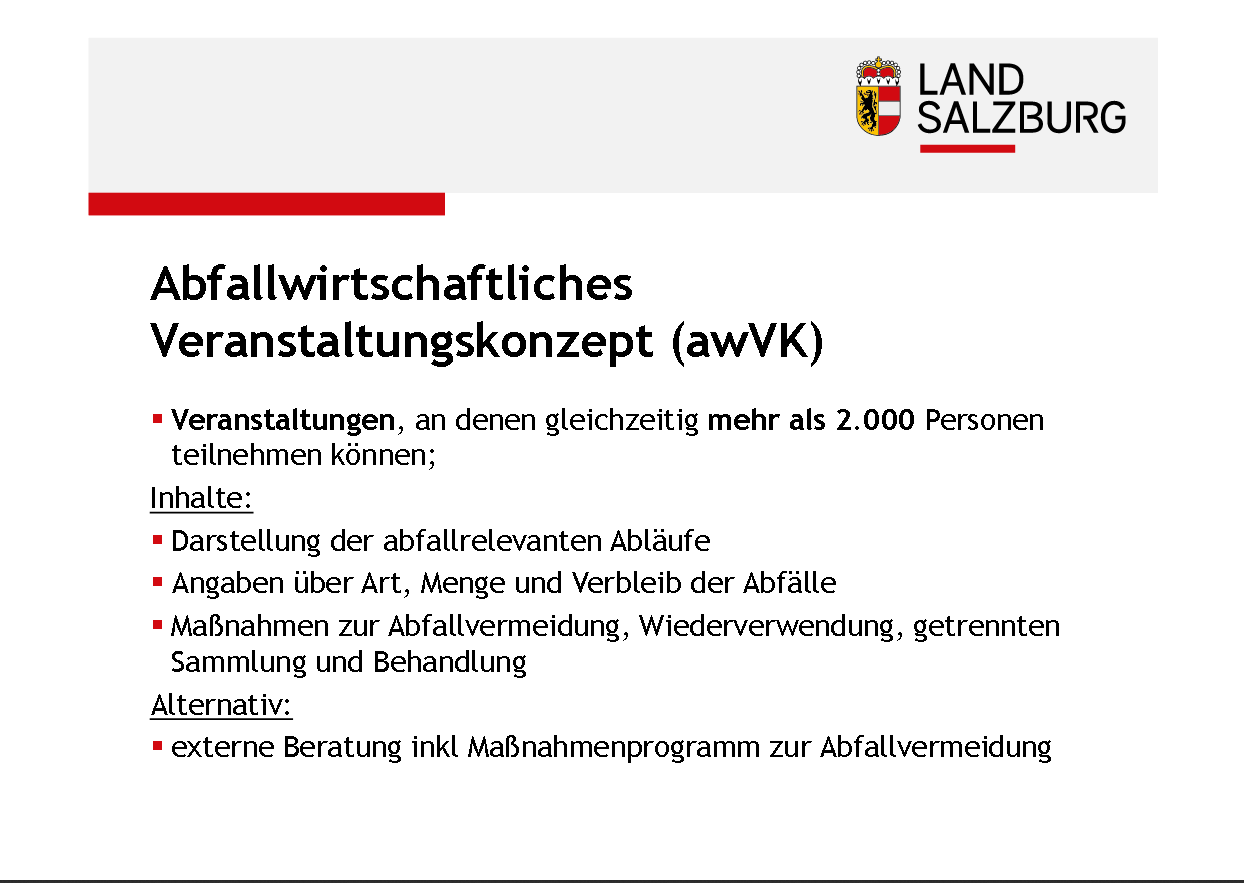 LAND
SALZBURG
Abfallwirtschaftliches
Veranstaltungskonzept (awVK)
▪ Veranstaltungen, an denen gleichzeitig mehr als 2.000 Personen
teilnehmen können;
Inhalte:
▪ Darstellung der abfallrelevanten Abläufe
▪ Angaben über Art, Menge und Verbleib der Abfälle
▪ Maßnahmen zur Abfallvermeidung, Wiederverwendung, getrennten
Sammlung und Behandlung
Alternativ:
▪ externe Beratung inkl Maßnahmenprogramm zur Abfallvermeidung